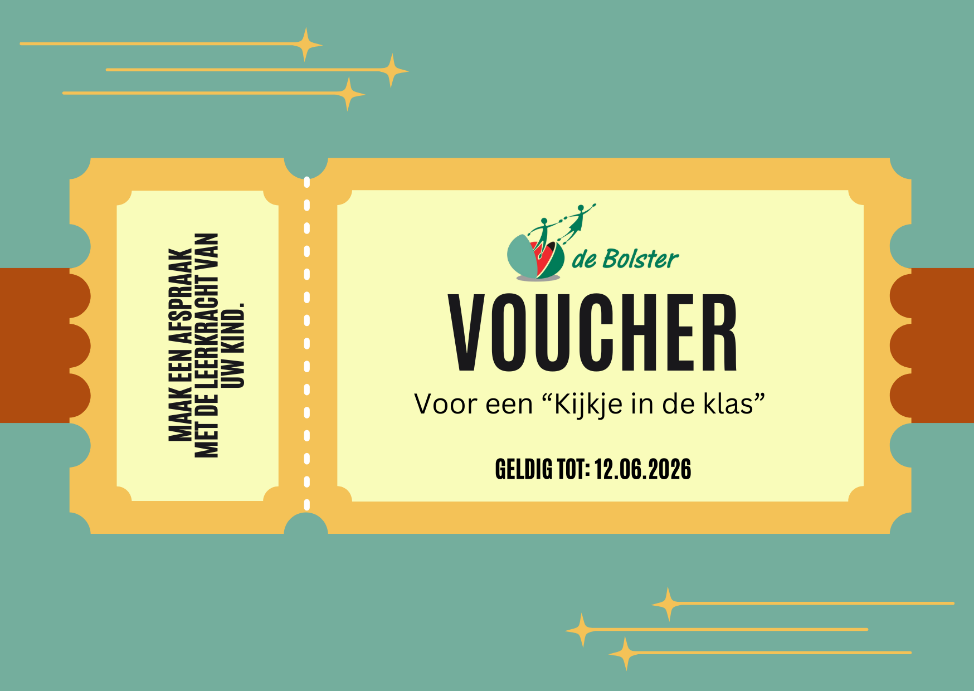 MAAK EEN AFSPRAAK
MET DE LEERKRACHT VAN
UW KIND.
de Bolster
VOUCHER
Voor een “Kijkje in de klas”
GELDIG TOT: 12.06.2026